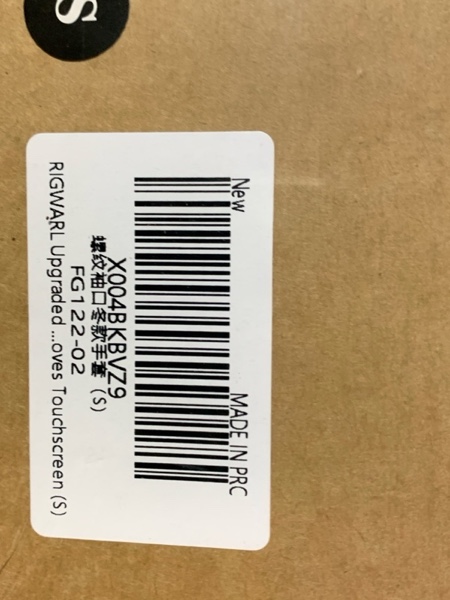 S
New
MADE IN PRC
X004BKBVZ9
螺纹袖口冬款手套 (S)
FG122-02
RIGWARL Upgraded ...oves Touchscreen (S)